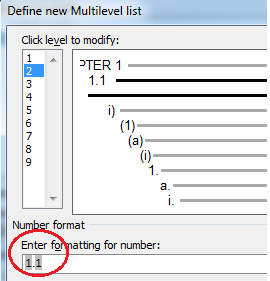 Define new Multilevel list
Click level to modify:
1
2
3
4
5
6
7
8
9
PTER 1
1.1
i)
(1)
(a)
(i)
1.
a.
i.
Number format
Enter formatting for number:
1.1